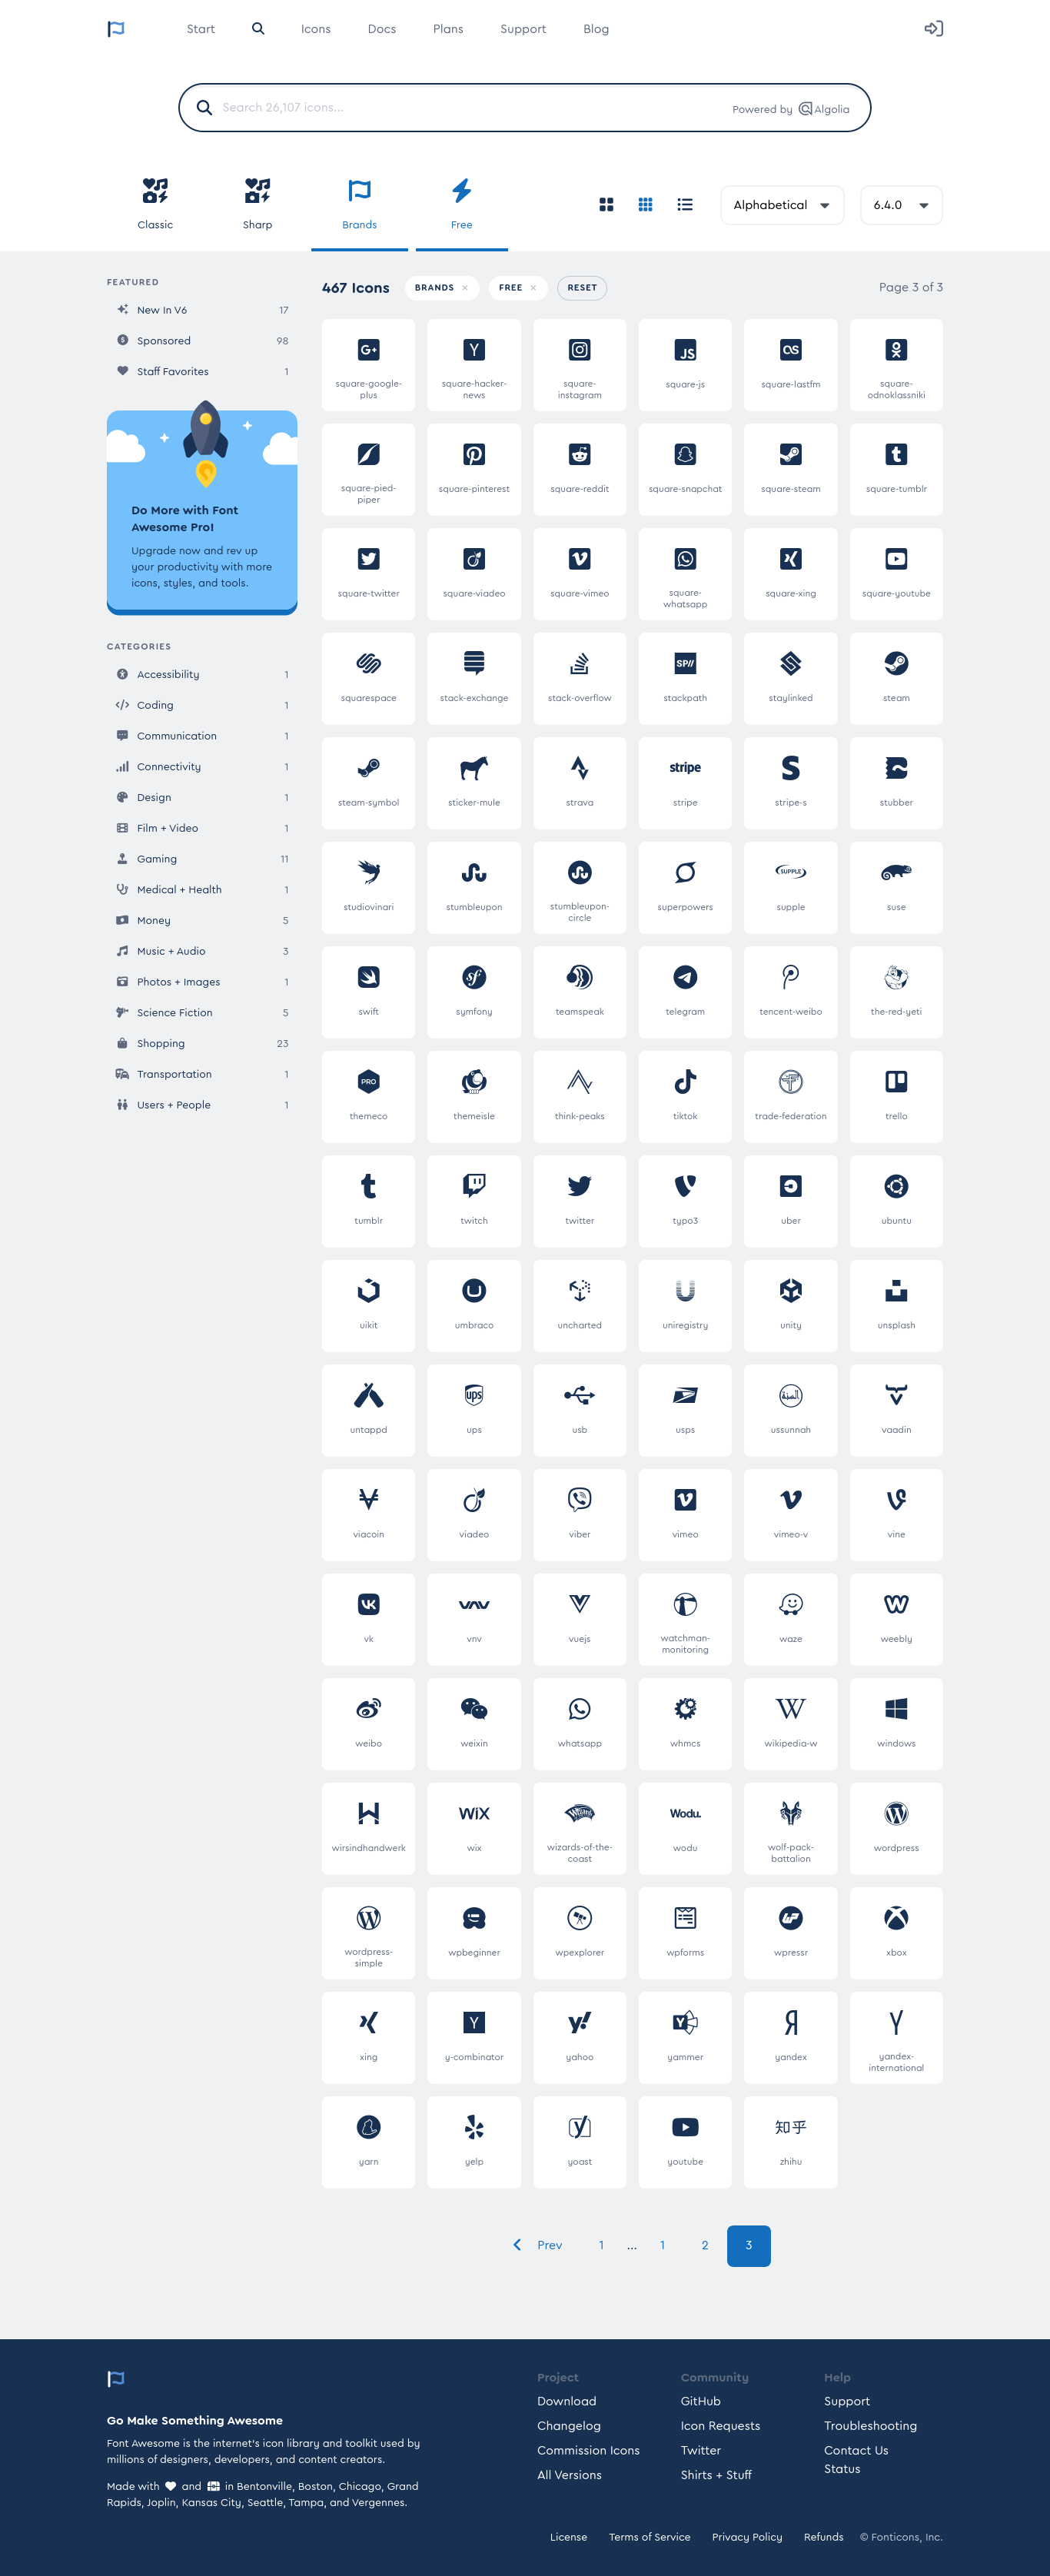 Start
Icons
Docs
Plans
Support
Blog
Search 26,107 icons...
Powered by Algolia
Classic
Sharp
Brands
Free
Alphabetical
6.4.0
FEATURED
New In V6 17
Sponsored 98
Staff Favorites 1
Do More with Font
Awesome Pro!
Upgrade now and rev up
your productivity with more
icons, styles, and tools.
CATEGORIES
Accessibility 1
Coding 1
Communication 1
Connectivity 1
Design 1
Film + Video 1
Gaming 11
Medical + Health 1
Money 5
Music + Audio 3
Photos + Images 1
Science Fiction 5
Shopping 23
Transportation 1
Users + People 1
467 Icons
BRANDS ×
FREE ×
RESET
Page 3 of 3
square-google-
plus
square-hacker-
news
square-
instagram
JS
square-js
square-lastfm
square-
odnoklassniki
square-pied-
piper
square-pinterest
square-reddit
square-snapchat
square-steam
square-tumblr
square-twitter
square-viadeo
square-vimeo
square-
whatsapp
square-xing
square-youtube
squarespace
stack-exchange
stack-overflow
SP//
stackpath
staylinked
steam
steam-symbol
sticker-mule
strava
stripe
stripe
stripe-s
stubber
studiovinari
stumbleupon
stumbleupon-
circle
superpowers
SUPPLE
supple
suse
swift
symfony
teamspeak
telegram
tencent-weibo
the-red-yeti
PRO
themeco
themeisle
think-peaks
tiktok
trade-federation
trello
tumblr
twitch
twitter
typo3
uber
ubuntu
uikit
umbraco
uncharted
uniregistry
unity
unsplash
untappd
ups
ups
usb
usps
السنة
ussunnah
vaadin
viacoin
viadeo
viber
vimeo
vimeo-v
vine
vk
vnv
vuejs
watchman-
monitoring
waze
weebly
weibo
weixin
whatsapp
whmcs
W
wikipedia-w
windows
wirsindhandwerk
WiX
wix
wizards-of-the-
coast
Wodu.
wodu
wolf-pack-
battalion
wordpress
wordpress-
simple
wpbeginner
wpexplorer
wpforms
wpressr
xbox
xing
Y
y-combinator
y!
yahoo
Y
yammer
Я
yandex
Y
yandex-
international
yarn
yelp
y
yoast
youtube
知乎
zhihu
Prev 1 ... 1 2 3
Go Make Something Awesome
Font Awesome is the internet's icon library and toolkit used by
millions of designers, developers, and content creators.
Made with and in Bentonville, Boston, Chicago, Grand
Rapids, Joplin, Kansas City, Seattle, Tampa, and Vergennes.
Project
Download
Changelog
Commission Icons
All Versions
Community
GitHub
Icon Requests
Twitter
Shirts + Stuff
Help
Support
Troubleshooting
Contact Us
Status
License
Terms of Service
Privacy Policy
Refunds
© Fonticons, Inc.